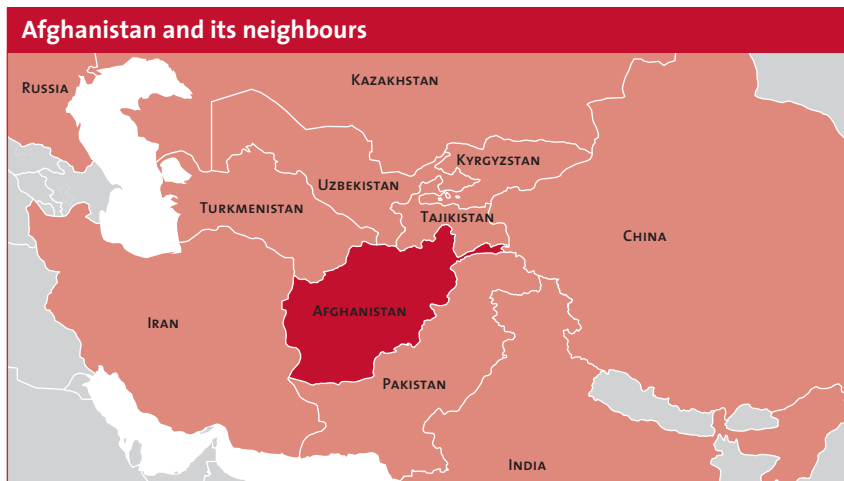 Afghanistan and its neighbours
RUSSIA
KAZAKHSTAN
KYRGYZSTAN
UZBEKISTAN
TURKMENISTAN
TAJIKISTAN
CHINA
AFGHANISTAN
IRAN
PAKISTAN
INDIA